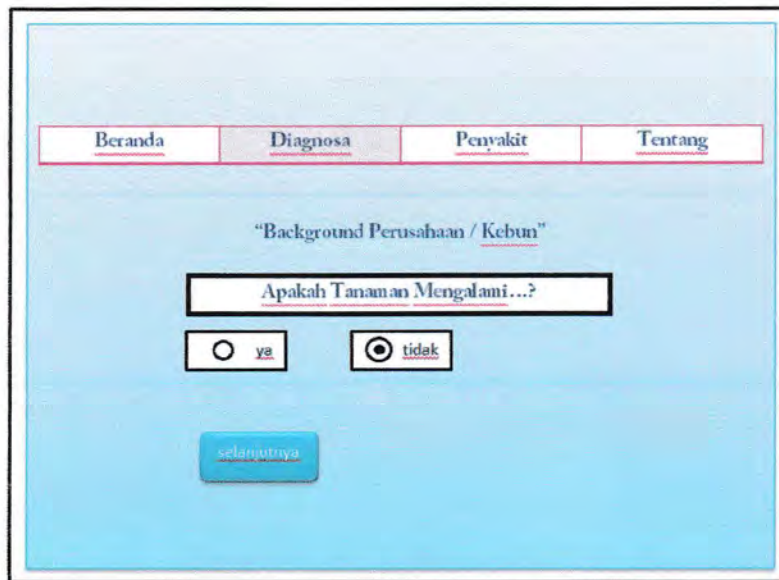 Beranda Diagnosa Penyakit Tentang
“Background Perusahaan / Kebun”
Apakah Tanaman Mengalami...?
ya tidak
selanjutnya